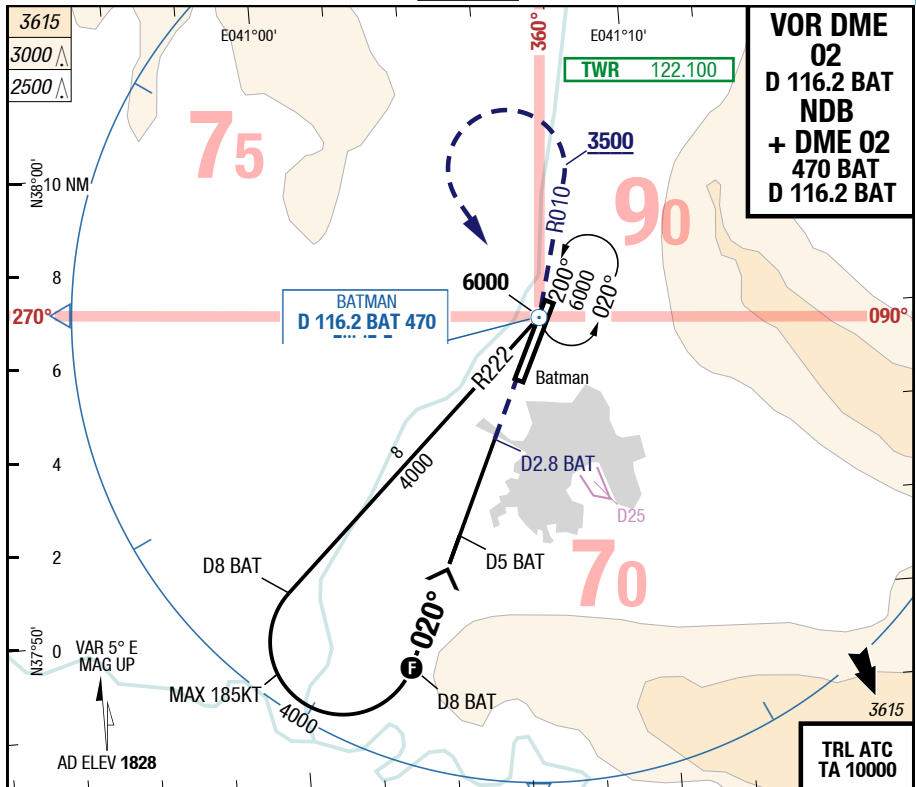 3615
3000
2500
E041°00'
360°
E041°10'
TWR 122.100
VOR DME
02
D 116.2 BAT
NDB
+ DME 02
470 BAT
D 116.2 BAT
75
3500
N38°00'
10 NM
R010
90
8
6000
200°
6000
020°
BATMAN
D 116.2 BAT 470
270°
090°
6
R222
Batman
4
8
4000
D2.8 BAT
D25
2
D8 BAT
D5 BAT
70
020°
N37°50'
0
VAR 5° E
MAG UP
F
MAX 185KT
D8 BAT
4000
3615
AD ELEV 1828
TRL ATC
TA 10000